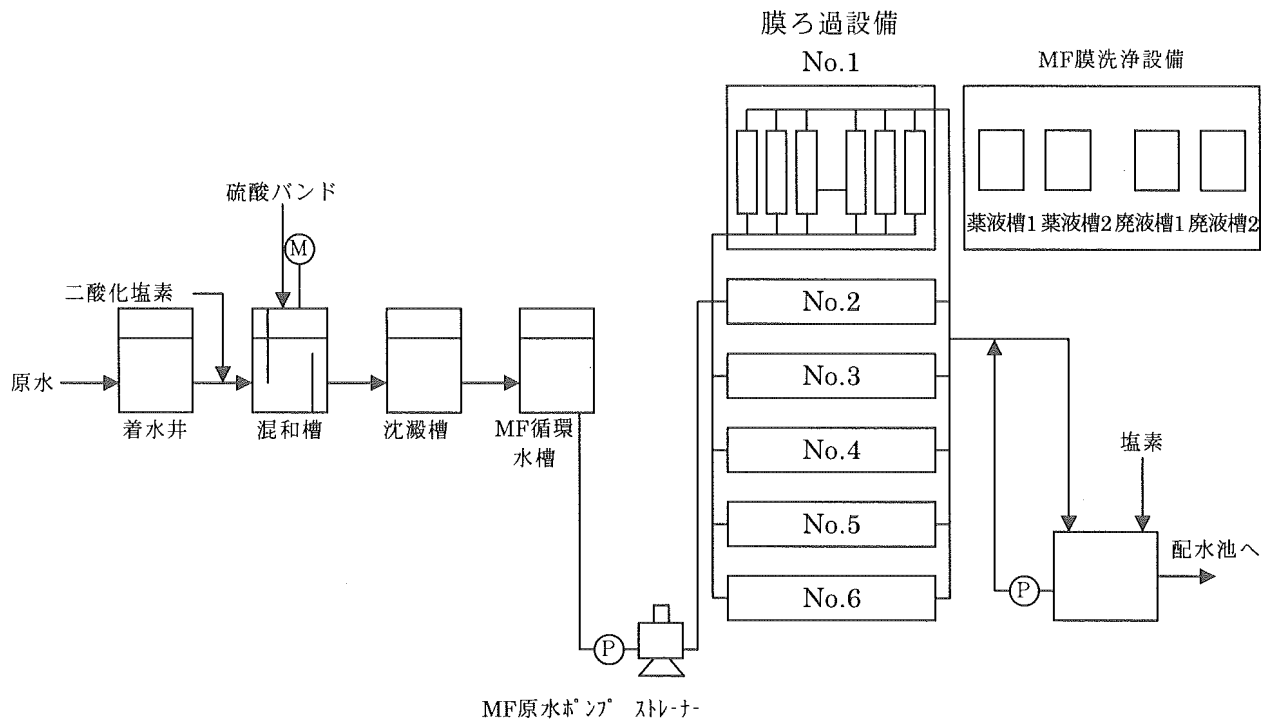 膜ろ過設備
No.1
MF膜洗浄設備
薬液槽1 薬液槽2 廃液槽1 廃液槽2
硫酸バンド
M
二酸化塩素
原水
着水井
混和槽
沈澱槽
MF循環
水槽
No.2
No.3
No.4
No.5
No.6
塩素
配水池へ
P
P
MF原水ﾎﾟﾝﾌﾟ ｽﾄﾚｰﾅｰ